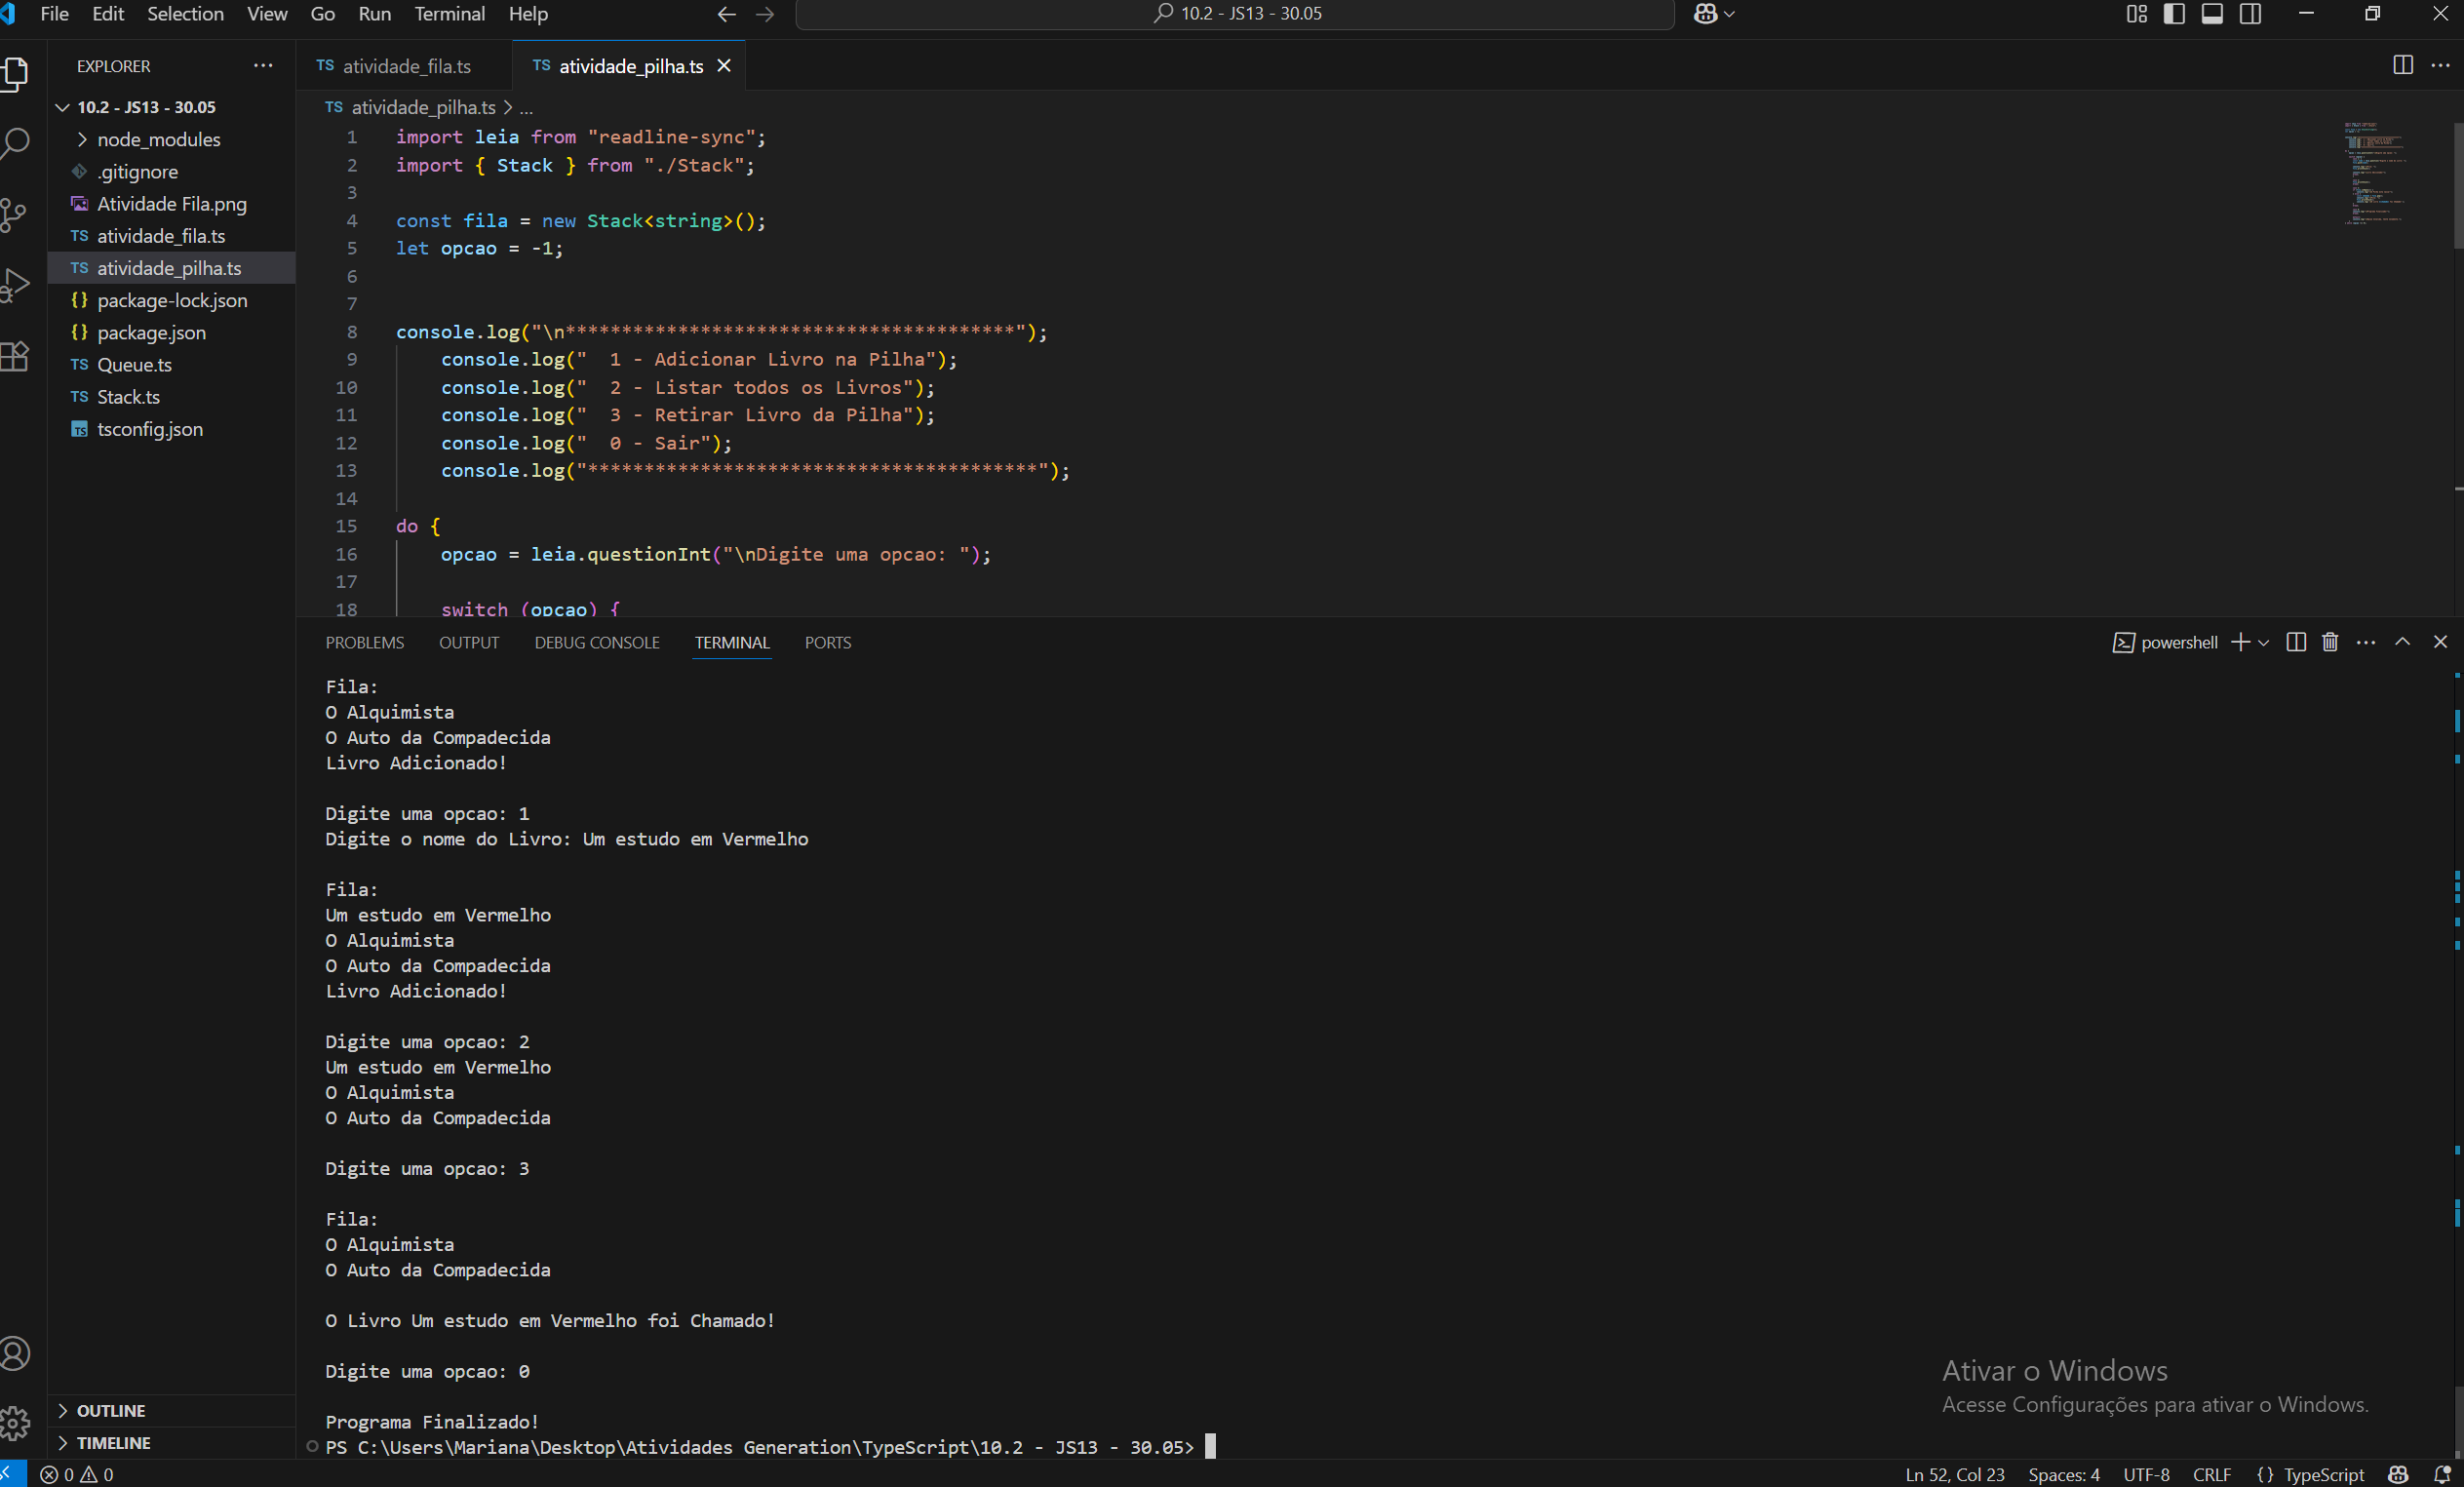 File Edit Selection View Go Run Terminal Help
10.2 - JS13 - 30.05
EXPLORER
10.2 - JS13 - 30.05
node_modules
.gitignore
Atividade Fila.png
TS atividade_fila.ts
TS atividade_pilha.ts
{} package-lock.json
{} package.json
TS Queue.ts
TS Stack.ts
TS tsconfig.json
OUTLINE
TIMELINE
TS atividade_fila.ts
TS atividade_pilha.ts
TS atividade_pilha.ts > ...
1 import leia from "readline-sync";
2 import { Stack } from "./Stack";
3
4 const fila = new Stack<string>();
5 let opcao = -1;
6
7
8 console.log("\n****************************************");
9 console.log("  1 - Adicionar Livro na Pilha");
10 console.log("  2 - Listar todos os Livros");
11 console.log("  3 - Retirar Livro da Pilha");
12 console.log("  0 - Sair");
13 console.log("****************************************");
14
15 do {
16 opcao = leia.questionInt("\nDigite uma opcao: ");
17
18 switch (opcao) {
PROBLEMS OUTPUT DEBUG CONSOLE TERMINAL PORTS
powershell
Fila:
O Alquimista
O Auto da Compadecida
Livro Adicionado!
Digite uma opcao: 1
Digite o nome do Livro: Um estudo em Vermelho
Fila:
Um estudo em Vermelho
O Alquimista
O Auto da Compadecida
Livro Adicionado!
Digite uma opcao: 2
Um estudo em Vermelho
O Alquimista
O Auto da Compadecida
Digite uma opcao: 3
Fila:
O Alquimista
O Auto da Compadecida
O Livro Um estudo em Vermelho foi Chamado!
Digite uma opcao: 0
Programa Finalizado!
PS C:\Users\Mariana\Desktop\Atividades Generation\TypeScript\10.2 - JS13 - 30.05>
Ativar o Windows
Acesse Configurações para ativar o Windows.
0 0
Ln 52, Col 23 Spaces: 4 UTF-8 CRLF {} TypeScript